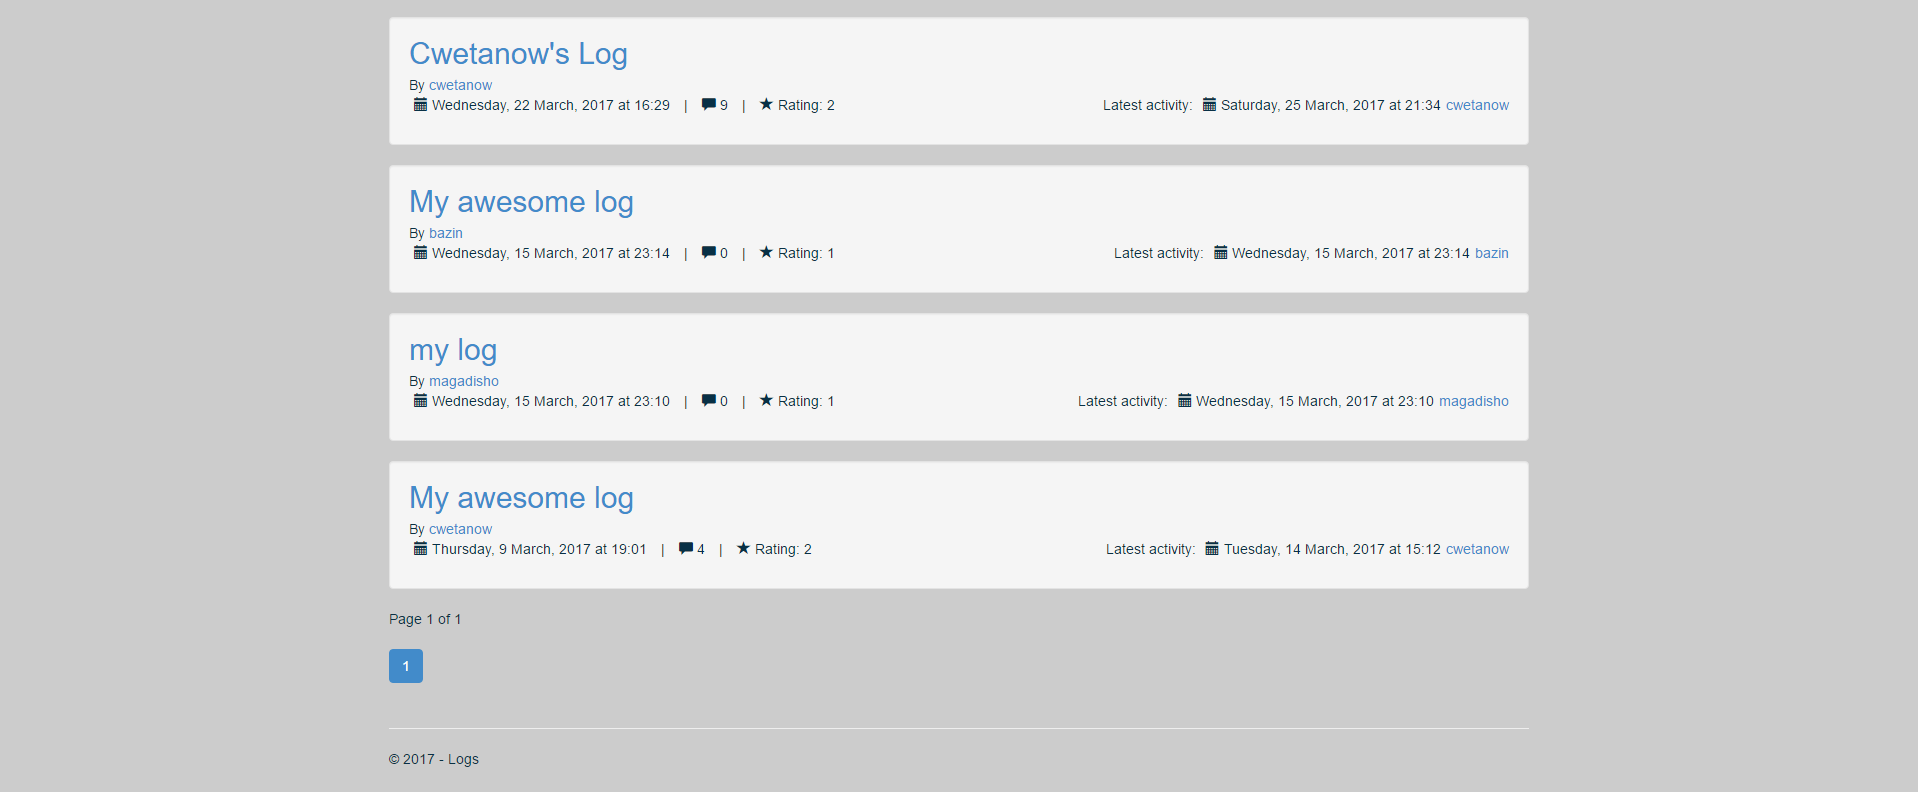 Cwetanow's Log
By cwetanow
Wednesday, 22 March, 2017 at 16:29 | 9 | Rating: 2 Latest activity: Saturday, 25 March, 2017 at 21:34 cwetanow
My awesome log
By bazin
Wednesday, 15 March, 2017 at 23:14 | 0 | Rating: 1 Latest activity: Wednesday, 15 March, 2017 at 23:14 bazin
my log
By magadisho
Wednesday, 15 March, 2017 at 23:10 | 0 | Rating: 1 Latest activity: Wednesday, 15 March, 2017 at 23:10 magadisho
My awesome log
By cwetanow
Thursday, 9 March, 2017 at 19:01 | 4 | Rating: 2 Latest activity: Tuesday, 14 March, 2017 at 15:12 cwetanow
Page 1 of 1
1
© 2017 - Logs